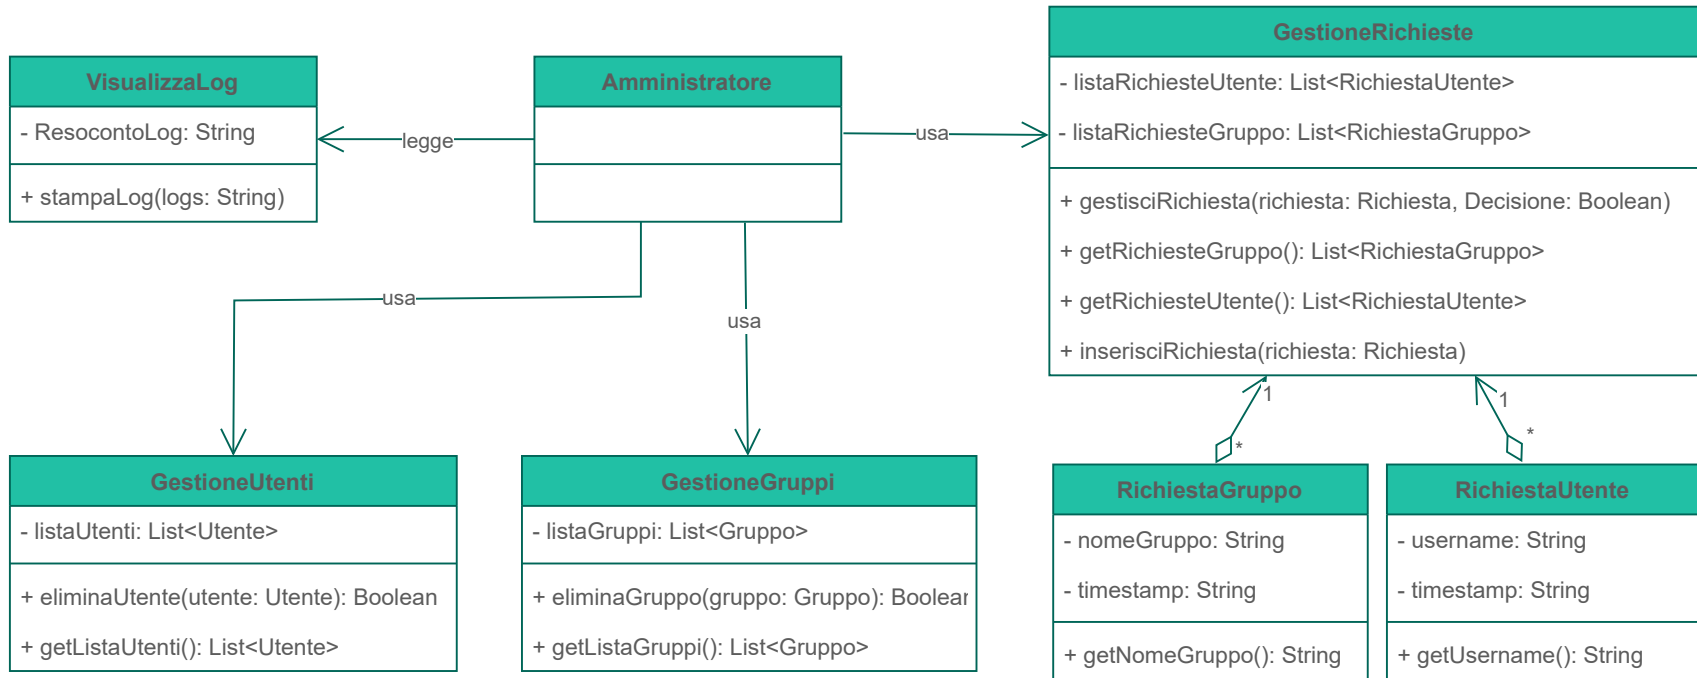 VisualizzaLog
- ResocontoLog: String
+ stampaLog(logs: String)
legge
Amministratore
usa
GestioneRichieste
- listaRichiesteUtente: List<RichiestaUtente>
- listaRichiesteGruppo: List<RichiestaGruppo>
+ gestisciRichiesta(richiesta: Richiesta, Decisione: Boolean)
+ getRichiesteGruppo(): List<RichiestaGruppo>
+ getRichiesteUtente(): List<RichiestaUtente>
+ inserisciRichiesta(richiesta: Richiesta)
usa
usa
1
*
1
*
GestioneUtenti
- listaUtenti: List<Utente>
+ eliminaUtente(utente: Utente): Boolean
+ getListaUtenti(): List<Utente>
GestioneGruppi
- listaGruppi: List<Gruppo>
+ eliminaGruppo(gruppo: Gruppo): Boolean
+ getListaGruppi(): List<Gruppo>
RichiestaGruppo
- nomeGruppo: String
- timestamp: String
+ getNomeGruppo(): String
RichiestaUtente
- username: String
- timestamp: String
+ getUsername(): String